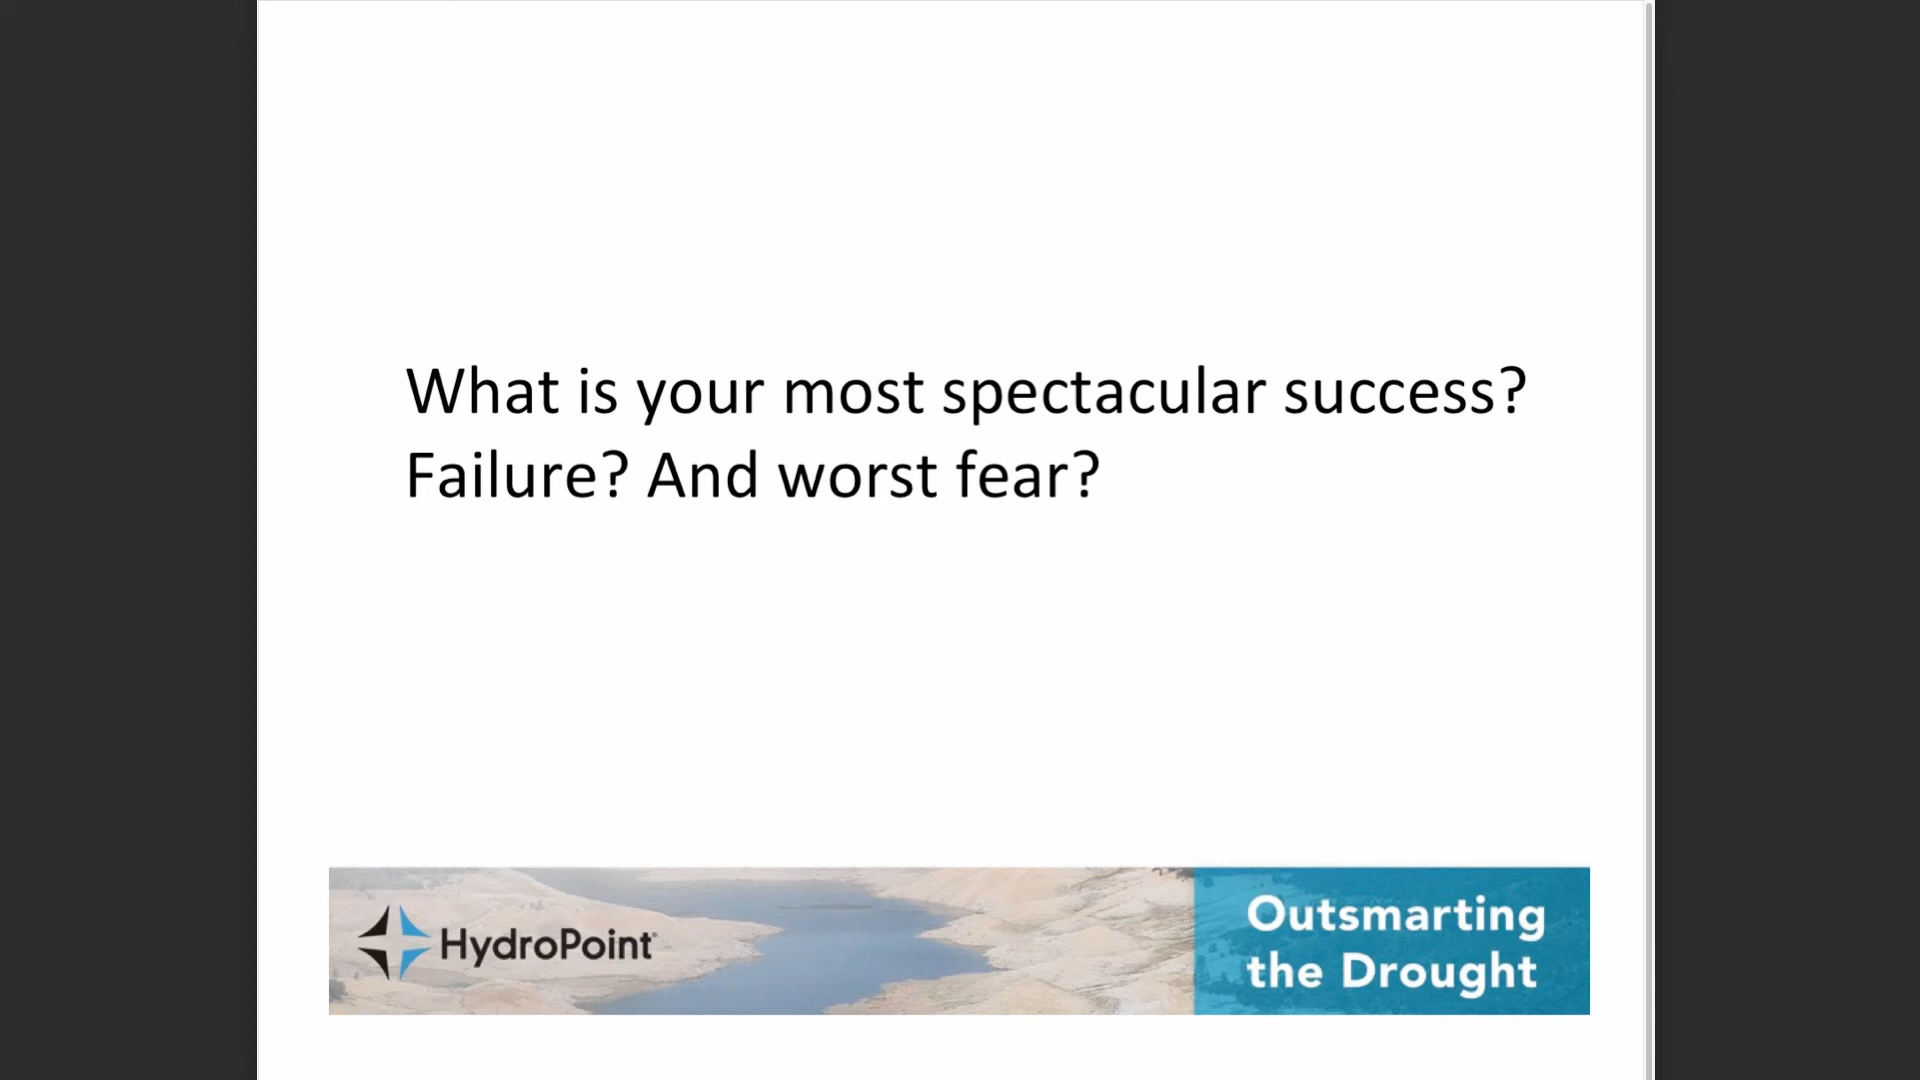 What is your most spectacular success?
Failure? And worst fear?
HydroPoint®
Outsmarting
the Drought